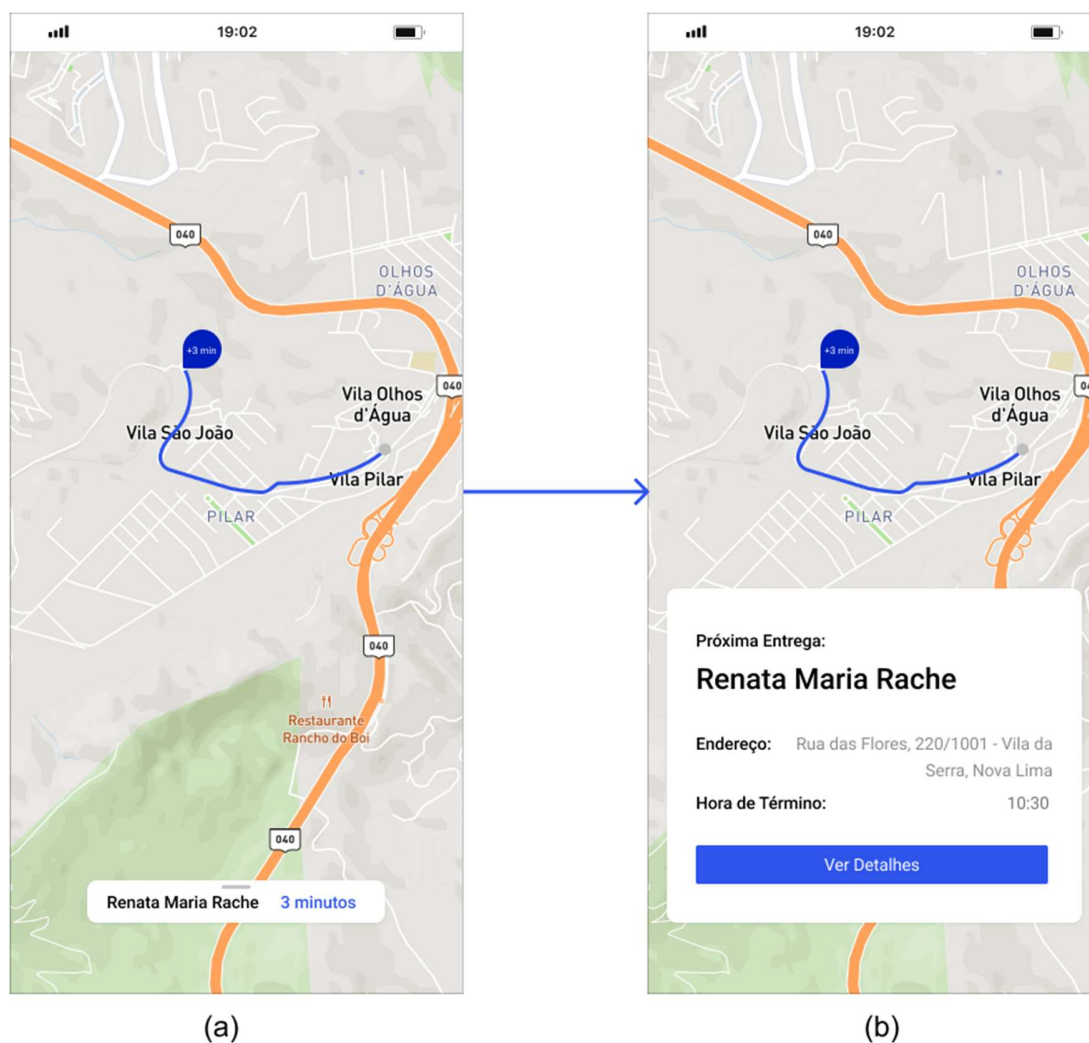 19:02
040
OLHOS
D'ÁGUA
+3 min
040
Vila Olhos
d'Água
Vila São João
Vila Pilar
PILAR
040
Restaurante
Rancho do Boi
040
Renata Maria Rache 3 minutos
(a)
19:02
040
OLHOS
D'ÁGUA
+3 min
04
Vila Olhos
d'Água
Vila São João
Vila Pilar
PILAR
Próxima Entrega:
Renata Maria Rache
Endereço: Rua das Flores, 220/1001 - Vila da
Serra, Nova Lima
Hora de Término: 10:30
Ver Detalhes
(b)